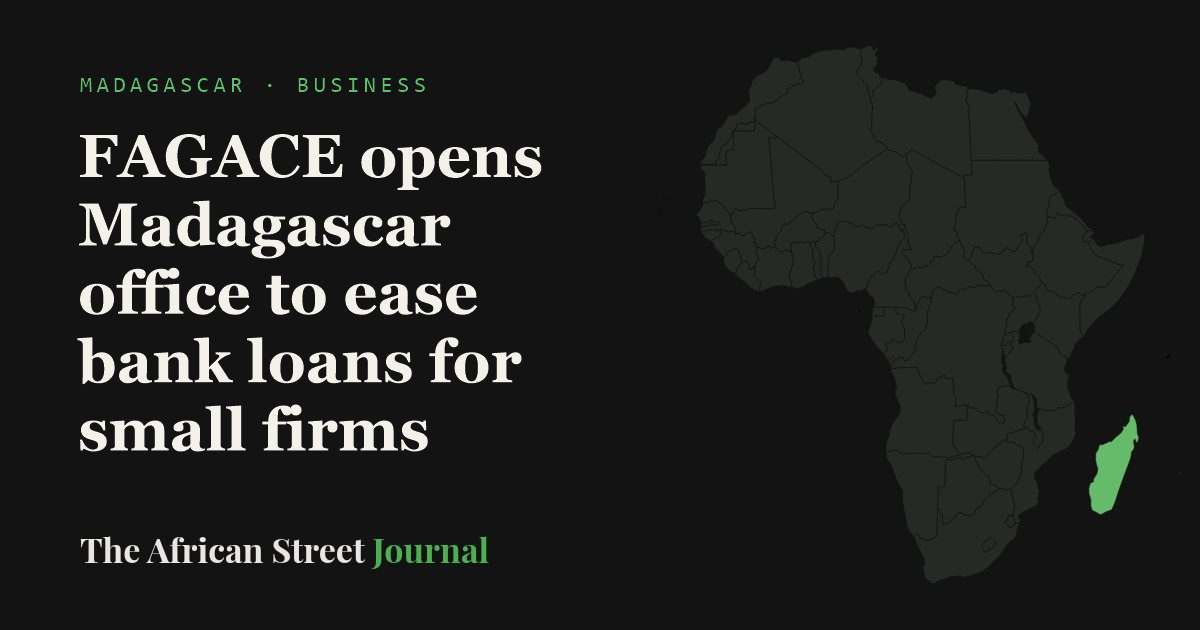 MADAGASCAR · BUSINESS
FAGACE opens
Madagascar
office to ease
bank loans for
small firms
The African Street Journal